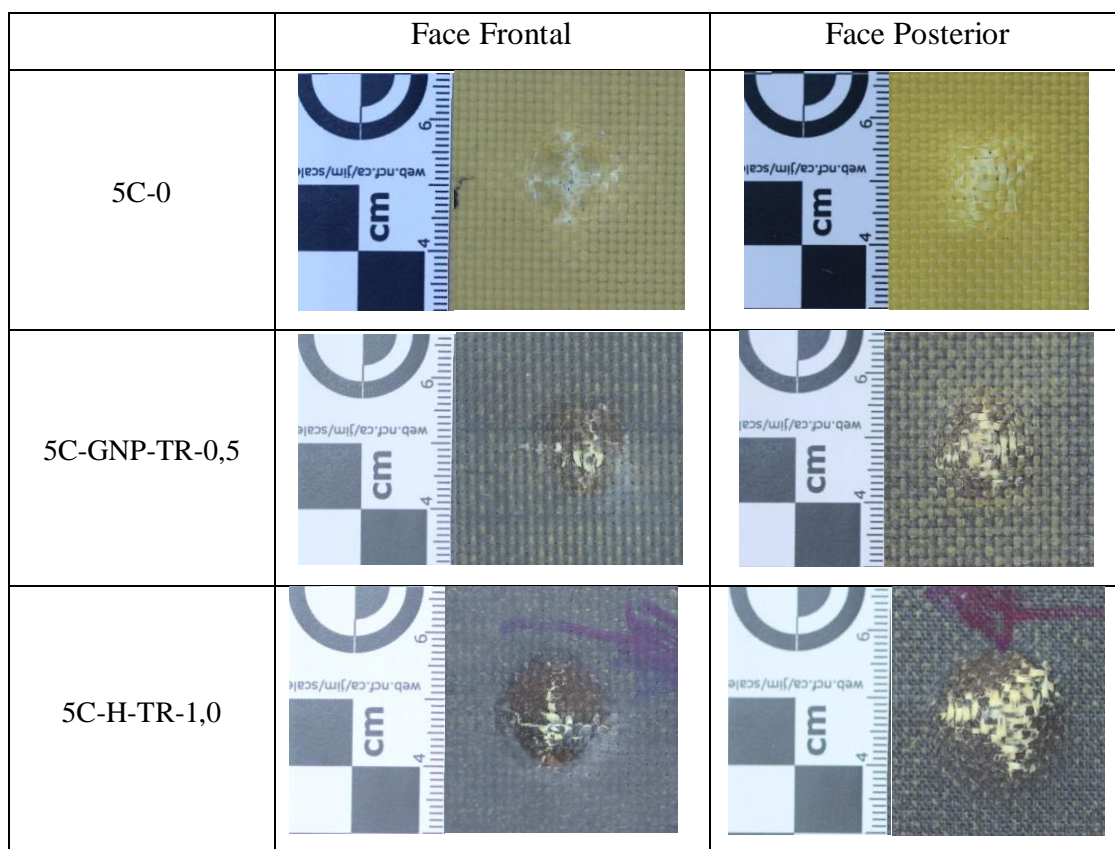 Face Frontal
Face Posterior
5C-0
6
web.ncf.ca/jim/scale
cm
4
6
web.ncf.ca/jim/scale
cm
4
5C-GNP-TR-0,5
6
web.ncf.ca/jim/scale
cm
4
6
web.ncf.ca/jim/scale
cm
4
5C-H-TR-1,0
6
web.ncf.ca/jim/scale
cm
4
6
web.ncf.ca/jim/scale
cm
4